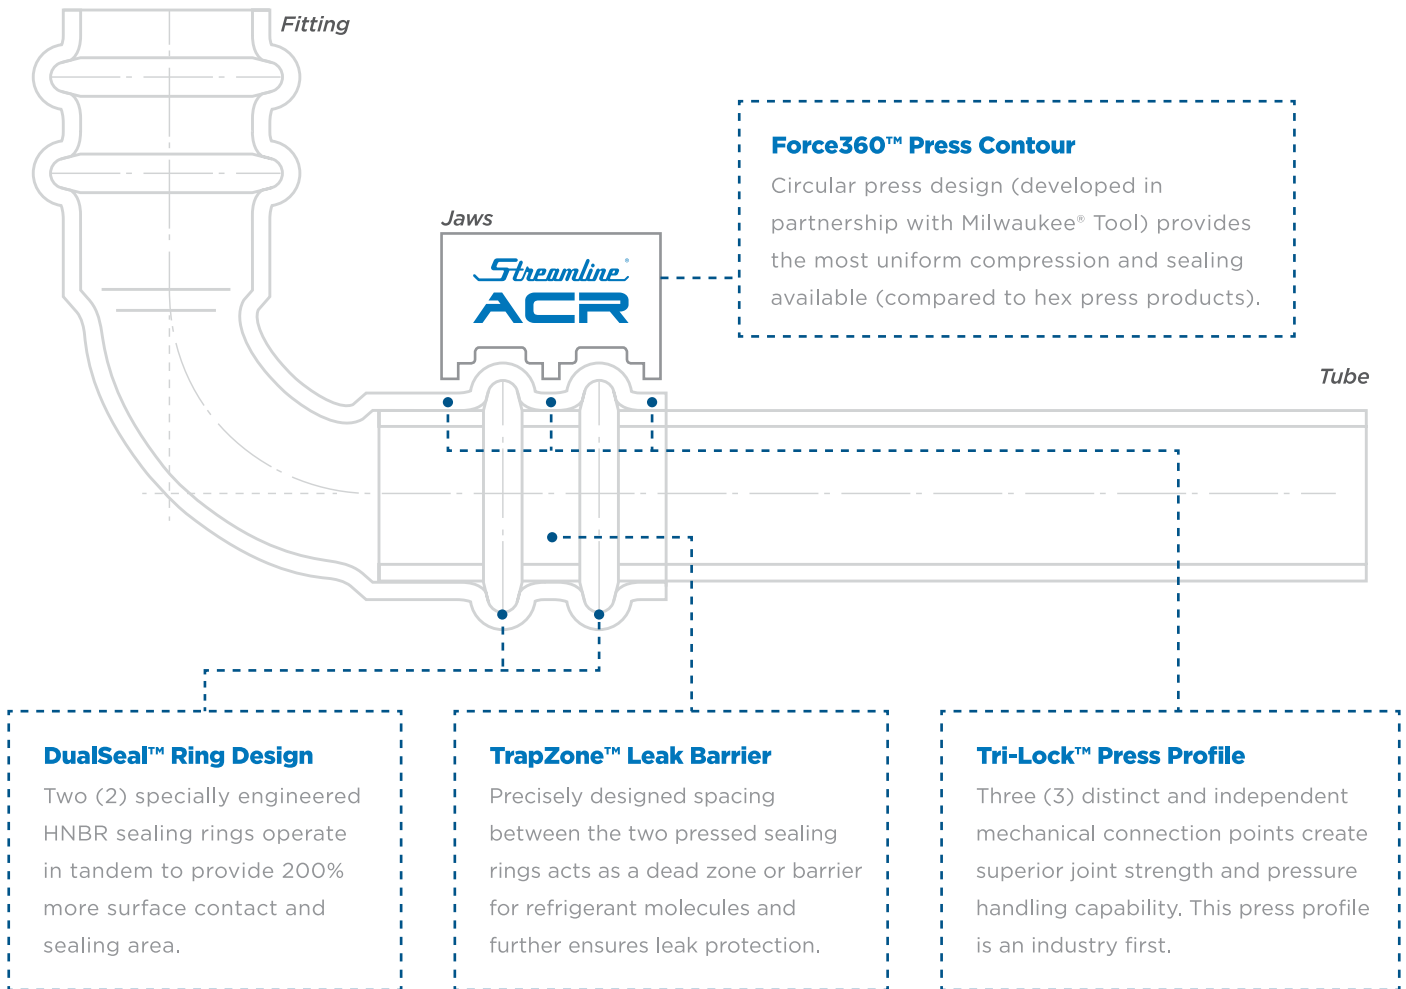 Fitting
Force360™ Press Contour
Circular press design (developed in
partnership with Milwaukee® Tool) provides
the most uniform compression and sealing
available (compared to hex press products).
Jaws
Streamline®
ACR
Tube
DualSeal™ Ring Design
Two (2) specially engineered
HNBR sealing rings operate
in tandem to provide 200%
more surface contact and
sealing area.
TrapZone™ Leak Barrier
Precisely designed spacing
between the two pressed sealing
rings acts as a dead zone or barrier
for refrigerant molecules and
further ensures leak protection.
Tri-Lock™ Press Profile
Three (3) distinct and independent
mechanical connection points create
superior joint strength and pressure
handling capability. This press profile
is an industry first.